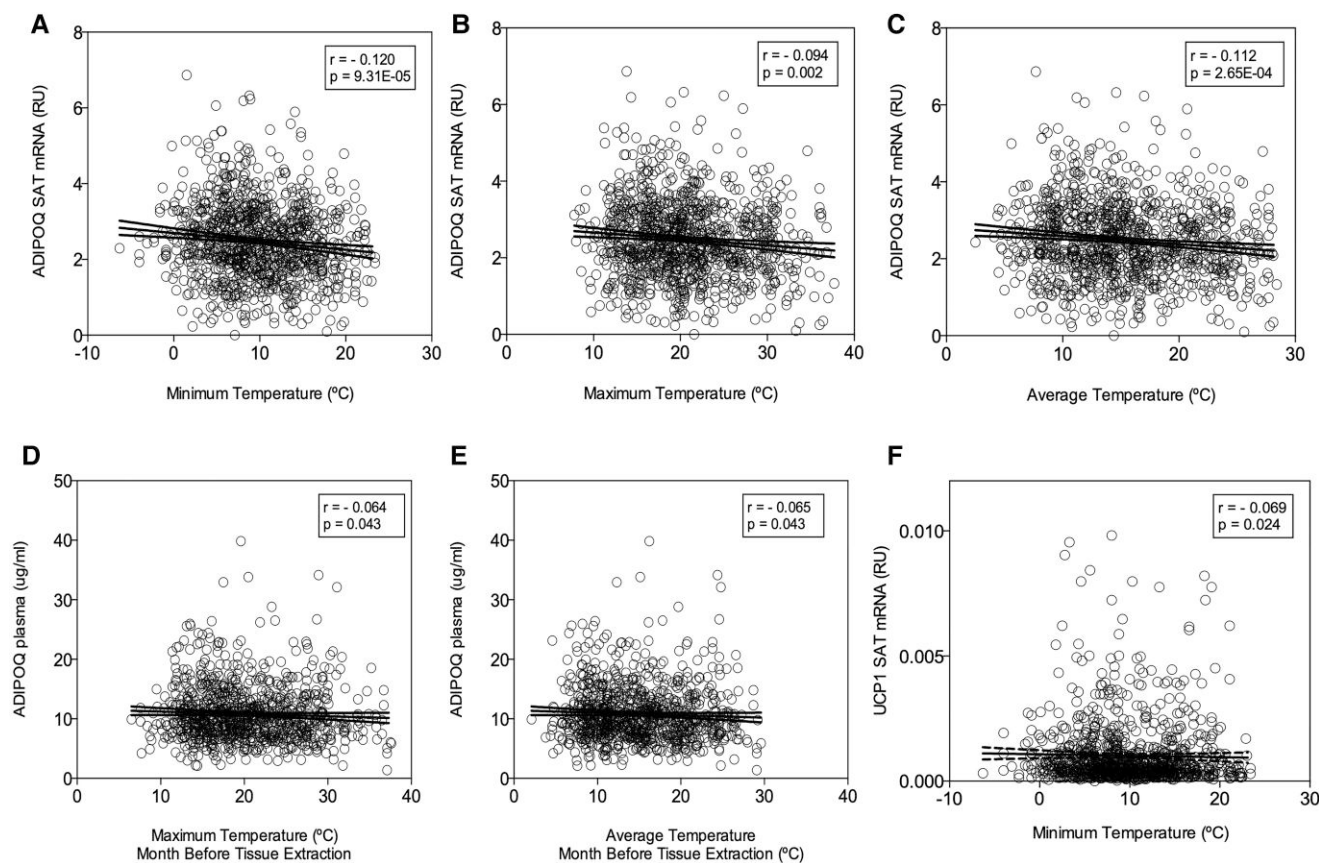 A
8
6
4
2
0
ADIPOQ SAT mRNA (RU)
r = - 0.120
p = 9.31E-05
-10 0 10 20 30
Minimum Temperature (ºC)
B
8
6
4
2
0
ADIPOQ SAT mRNA (RU)
r = - 0.094
p = 0.002
0 10 20 30 40
Maximum Temperature (ºC)
C
8
6
4
2
0
ADIPOQ SAT mRNA (RU)
r = - 0.112
p = 2.65E-04
0 10 20 30
Average Temperature (ºC)
D
50
40
30
20
10
0
ADIPOQ plasma (ug/ml)
r = - 0.064
p = 0.043
0 10 20 30 40
Maximum Temperature (ºC)
Month Before Tissue Extraction
E
50
40
30
20
10
0
ADIPOQ plasma (ug/ml)
r = - 0.065
p = 0.043
0 10 20 30 40
Average Temperature
Month Before Tissue Extraction (ºC)
F
0.010
0.005
0.000
UCP1 SAT mRNA (RU)
r = - 0.069
p = 0.024
-10 0 10 20 30
Minimum Temperature (ºC)